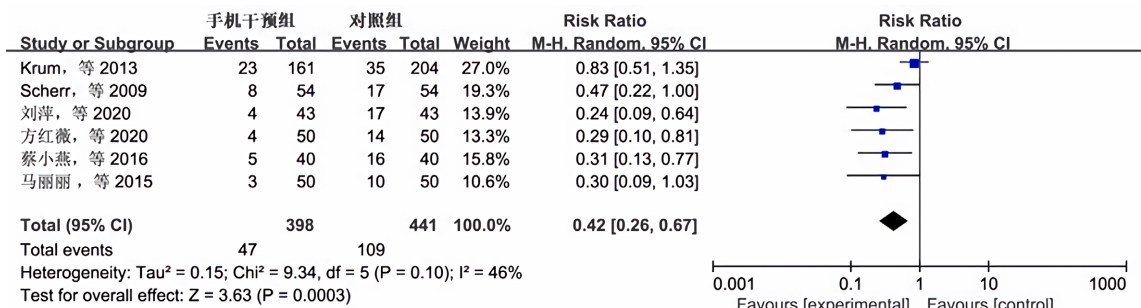 手机干预组 对照组 Risk Ratio Risk Ratio
Study or Subgroup Events Total Events Total Weight M-H, Random, 95% CI M-H, Random, 95% CI
Krum，等 2013 23 161 35 204 27.0% 0.83 [0.51, 1.35]
Scherr，等 2009 8 54 17 54 19.3% 0.47 [0.22, 1.00]
刘萍，等 2020 4 43 17 43 13.9% 0.24 [0.09, 0.64]
方红薇，等 2020 4 50 14 50 13.3% 0.29 [0.10, 0.81]
蔡小燕，等 2016 5 40 16 40 15.8% 0.31 [0.13, 0.77]
马丽丽 ，等 2015 3 50 10 50 10.6% 0.30 [0.09, 1.03]
Total (95% CI) 398 441 100.0% 0.42 [0.26, 0.67]
Total events 47 109
Heterogeneity: Tau² = 0.15; Chi² = 9.34, df = 5 (P = 0.10); I² = 46%
Test for overall effect: Z = 3.63 (P = 0.0003)
0.001 0.1 1 10 1000
Favours [experimental] Favours [control]